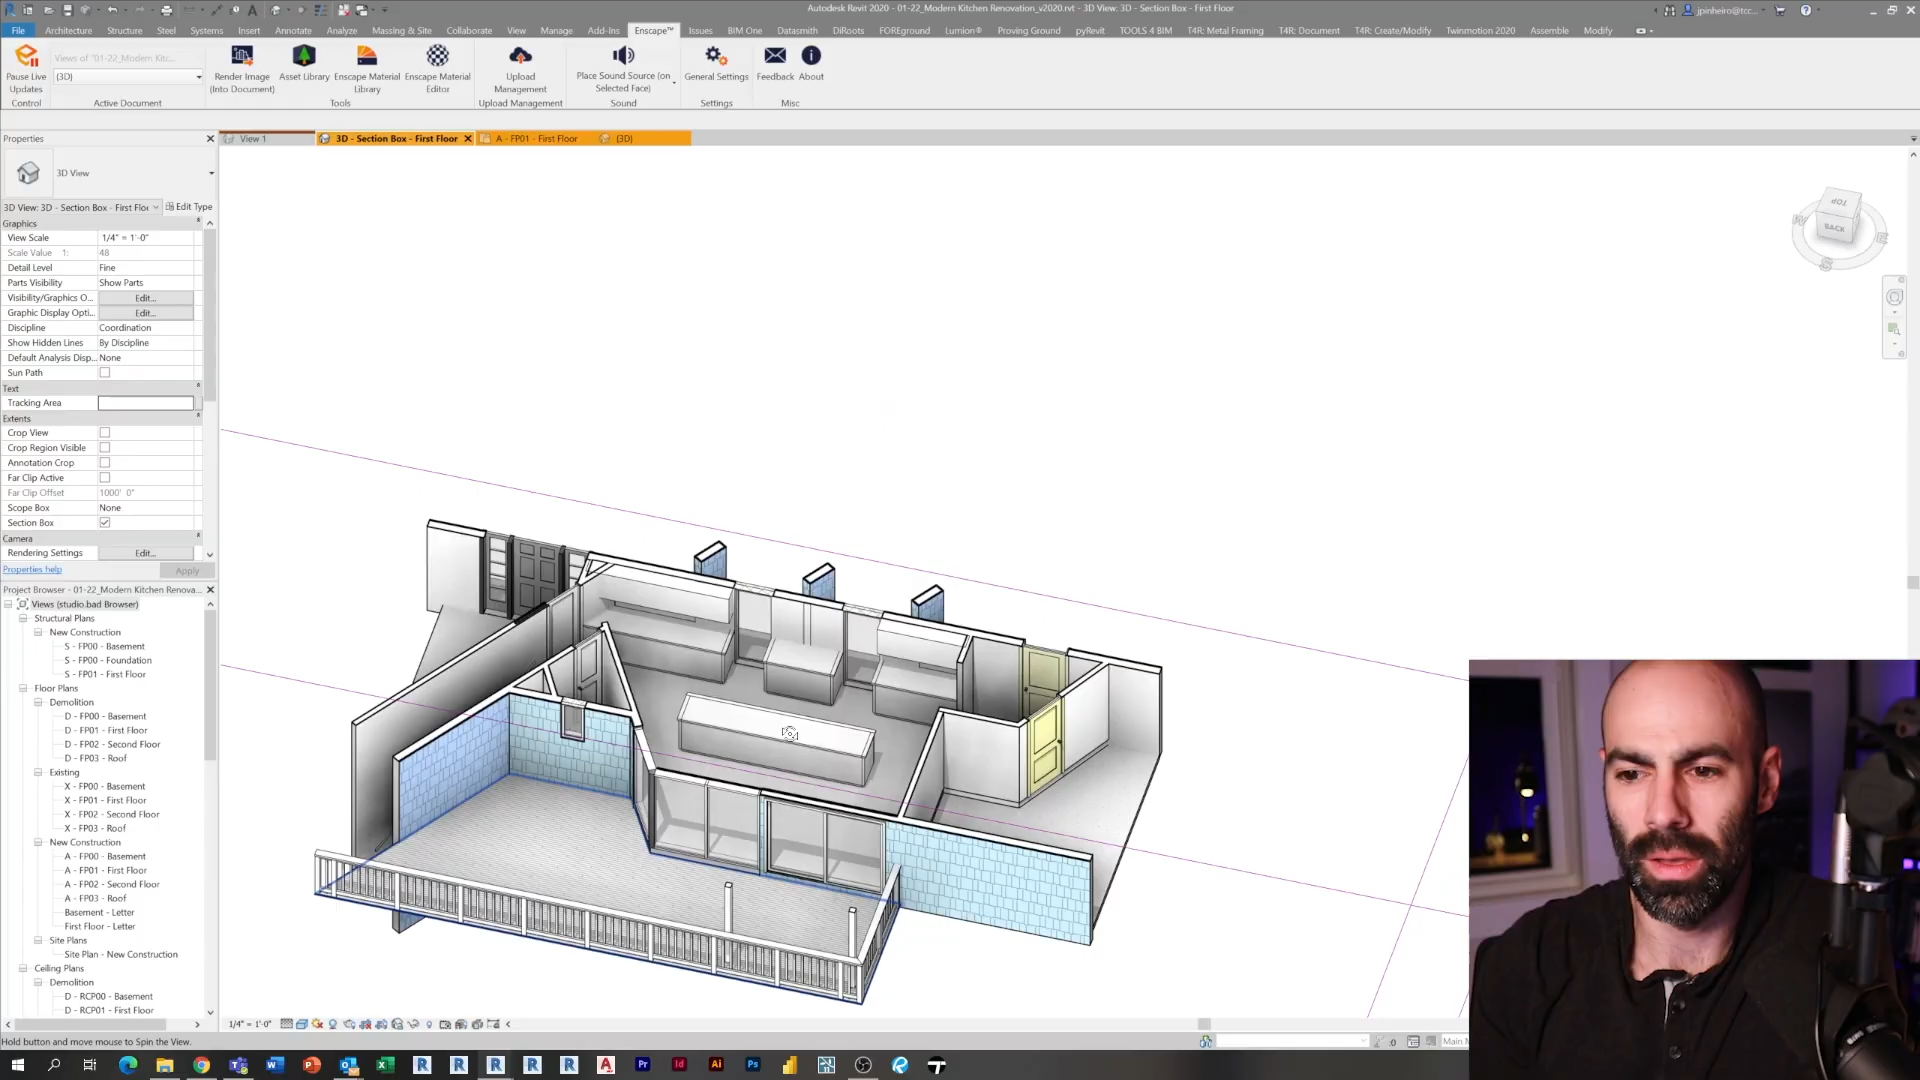 Autodesk Revit 2020 - 01-22_Modern Kitchen Renovation_v2020.rvt - 3D View: 3D - Section Box - First Floor
jpinheiro@tcc...
File Architecture Structure Steel Systems Insert Annotate Analyze Massing & Site Collaborate View Manage Add-Ins Enscape™ Issues BIM One Datasmith DiRoots FOREground Lumion® Proving Ground pyRevit TOOLS 4 BIM T4R: Metal Framing T4R: Document T4R: Create/Modify Twinmotion 2020 Assemble Modify
Views of "01-22_Modern Kitc...
Pause Live Updates
{3D}
Render Image (Into Document)
Asset Library
Enscape Material Library
Enscape Material Editor
Upload Management
Place Sound Source (on Selected Face)
General Settings
Feedback
About
Control Active Document Tools Upload Management Sound Settings Misc
Properties
View 1
3D - Section Box - First Floor
A - FP01 - First Floor
{3D}
3D View
3D View: 3D - Section Box - First Flo
Edit Type
Graphics
View Scale 1/4" = 1'-0"
Scale Value 1: 48
Detail Level Fine
Parts Visibility Show Parts
Visibility/Graphics O... Edit...
Graphic Display Opti... Edit...
Discipline Coordination
Show Hidden Lines By Discipline
Default Analysis Disp... None
Sun Path
Text
Tracking Area
Extents
Crop View
Crop Region Visible
Annotation Crop
Far Clip Active
Far Clip Offset 1000' 0"
Scope Box None
Section Box
Camera
Rendering Settings Edit...
Properties help
Apply
Project Browser - 01-22_Modern Kitchen Renova...
Views (studio.bad Browser)
Structural Plans
New Construction
S - FP00 - Basement
S - FP00 - Foundation
S - FP01 - First Floor
Floor Plans
Demolition
D - FP00 - Basement
D - FP01 - First Floor
D - FP02 - Second Floor
D - FP03 - Roof
Existing
X - FP00 - Basement
X - FP01 - First Floor
X - FP02 - Second Floor
X - FP03 - Roof
New Construction
A - FP00 - Basement
A - FP01 - First Floor
A - FP02 - Second Floor
A - FP03 - Roof
Basement - Letter
First Floor - Letter
Site Plans
Site Plan - New Construction
Ceiling Plans
Demolition
D - RCP00 - Basement
D - RCP01 - First Floor
TOP
BACK
N
E
S
1/4" = 1'-0"
Hold button and move mouse to Spin the View.
:0
Main M